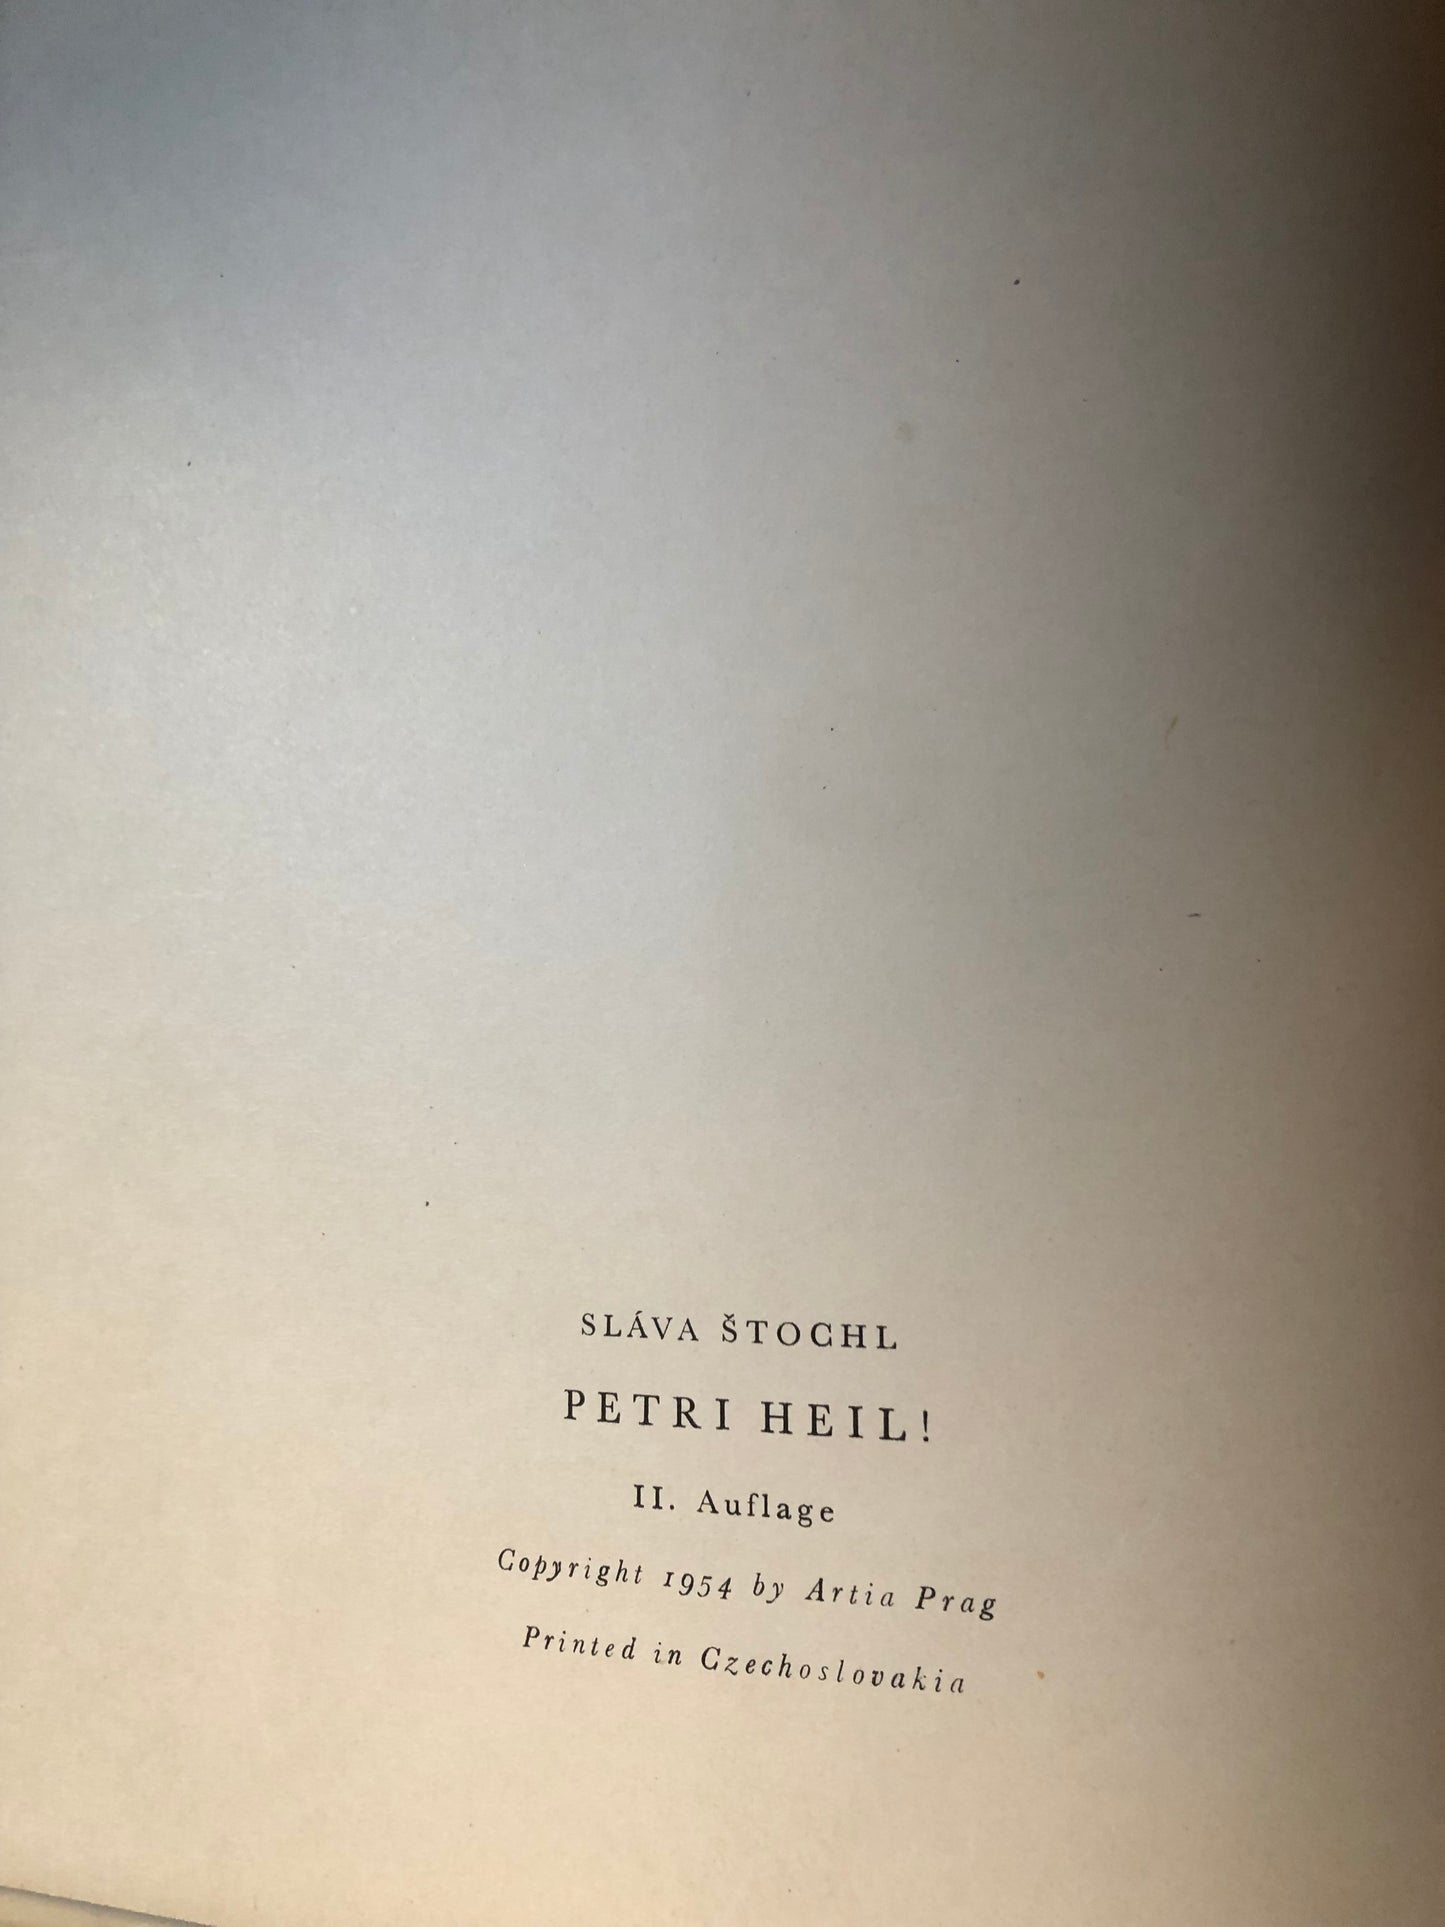 SLÁVA ŠTOCHL
PETRI HEIL!
II. Auflage
Copyright 1954 by Artia Prag
Printed in Czechoslovakia